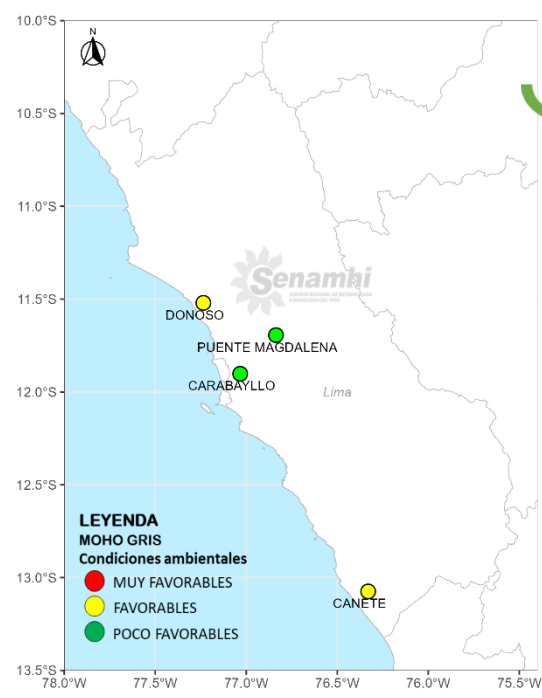 10.0°S
N
10.5°S
11.0°S
Senamhi
11.5°S
DONOSO
PUENTE MAGDALENA
CARABAYLLO
12.0°S
Lima
12.5°S
LEYENDA
MOHO GRIS
Condiciones ambientales
MUY FAVORABLES
FAVORABLES
POCO FAVORABLES
13.0°S
CANETE
13.5°S
78.0°W 77.5°W 77.0°W 76.5°W 76.0°W 75.5°W